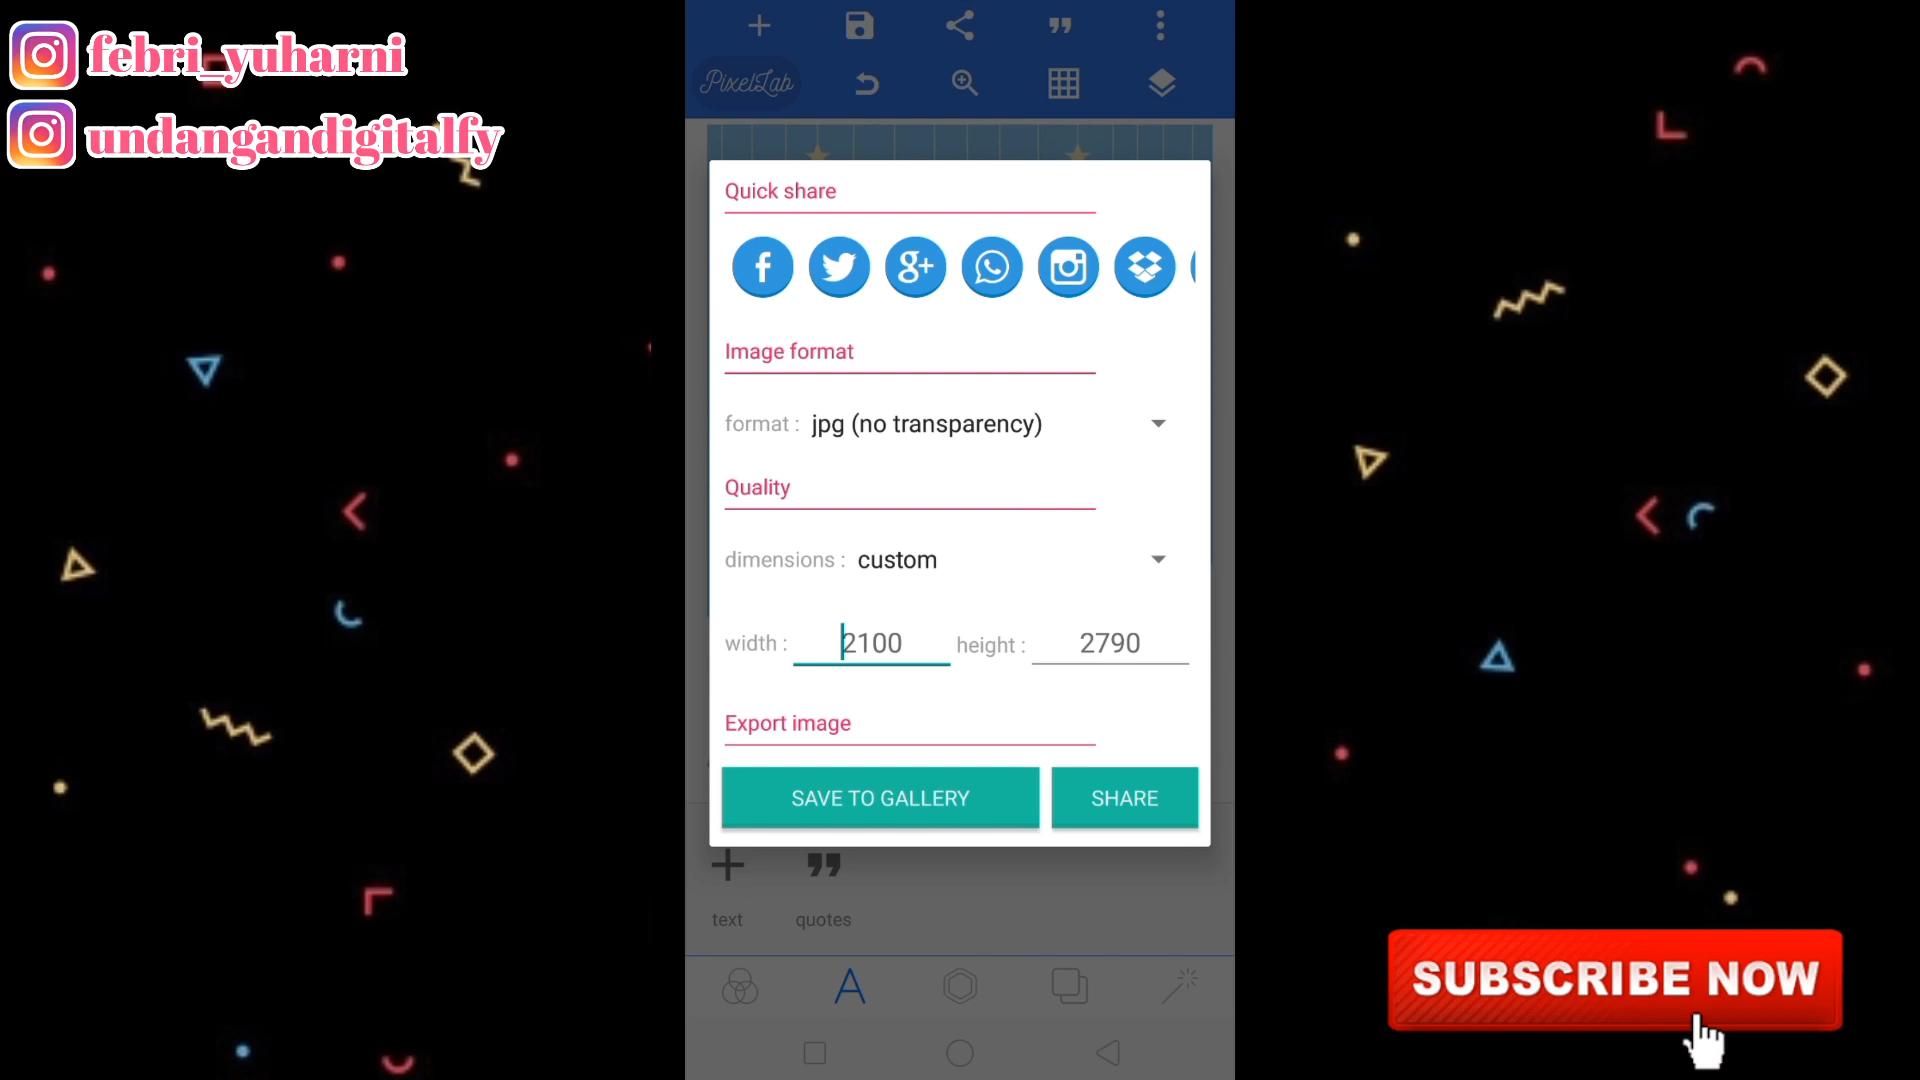 febri_yuharni
undangandigitalfy
PixelLab
Quick share
Image format
format : jpg (no transparency)
Quality
dimensions : custom
width : 2100 height : 2790
Export image
SAVE TO GALLERY SHARE
text quotes
SUBSCRIBE NOW